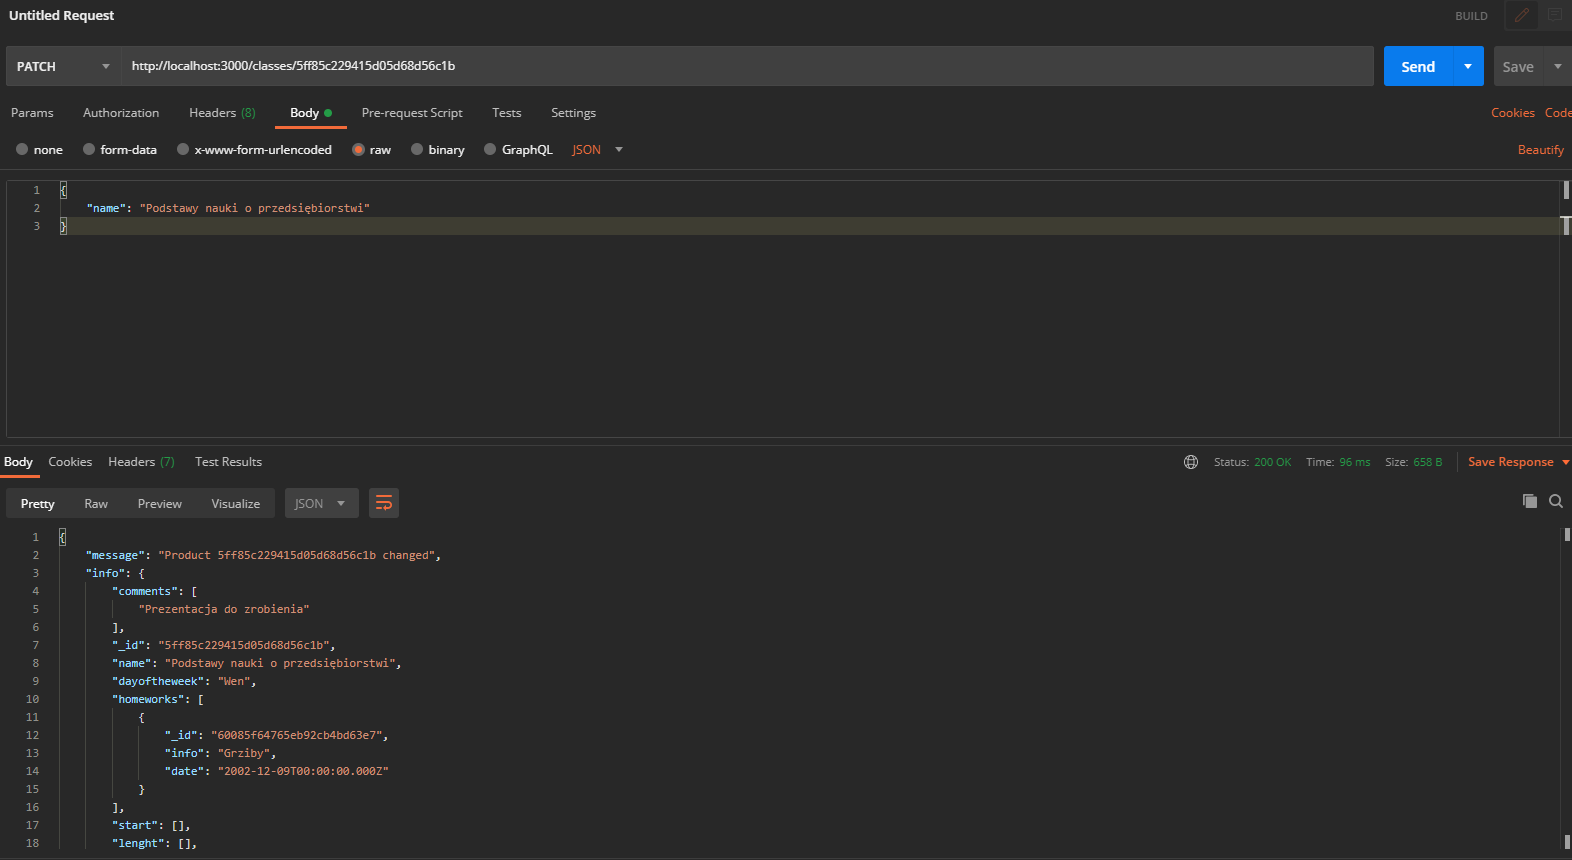 Untitled Request
BUILD
PATCH http://localhost:3000/classes/5ff85c229415d05d68d56c1b Send Save
Params Authorization Headers (8) Body Pre-request Script Tests Settings Cookies Code
none form-data x-www-form-urlencoded raw binary GraphQL JSON Beautify
1 {
2 "name": "Podstawy nauki o przedsiębiorstwi"
3 }
Body Cookies Headers (7) Test Results Status: 200 OK Time: 96 ms Size: 658 B Save Response
Pretty Raw Preview Visualize JSON
1 {
2 "message": "Product 5ff85c229415d05d68d56c1b changed",
3 "info": {
4 "comments": [
5 "Prezentacja do zrobienia"
6 ],
7 "_id": "5ff85c229415d05d68d56c1b",
8 "name": "Podstawy nauki o przedsiębiorstwi",
9 "dayoftheweek": "Wen",
10 "homeworks": [
11 {
12 "_id": "60085f64765eb92cb4bd63e7",
13 "info": "Grziby",
14 "date": "2002-12-09T00:00:00.000Z"
15 }
16 ],
17 "start": [],
18 "lenght": [],